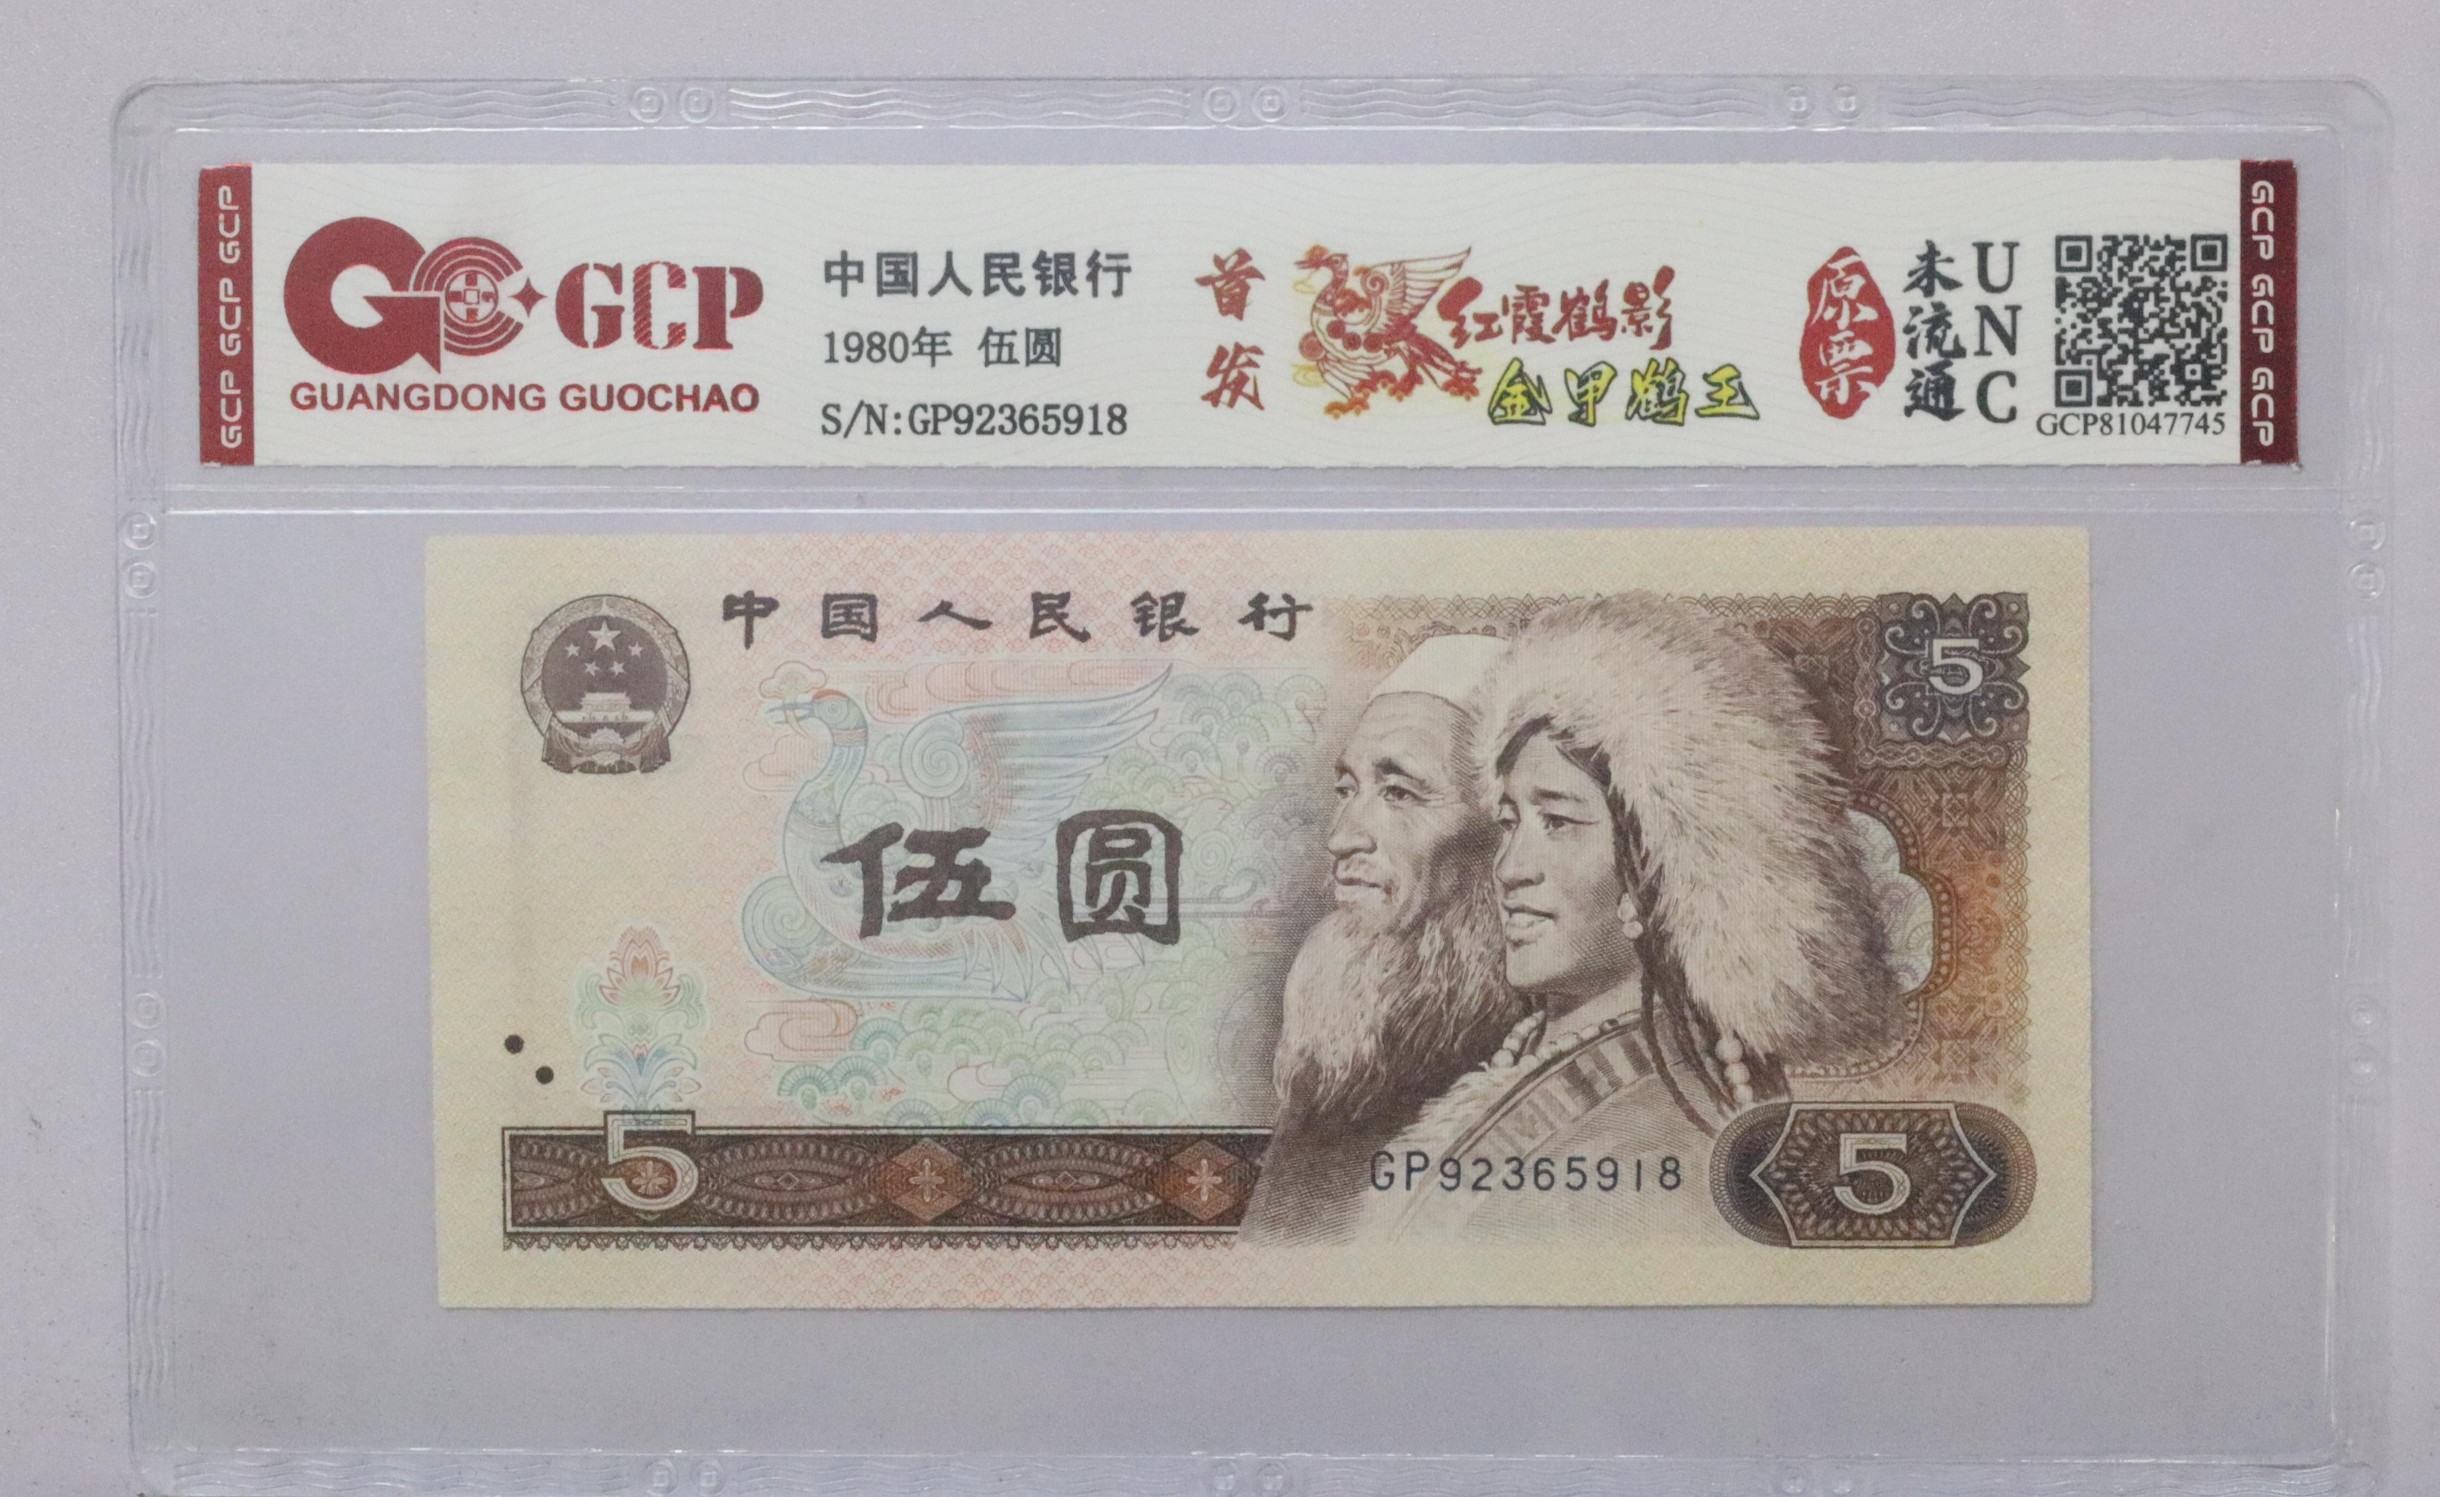 GCP GCP GCP
GCP
GUANGDONG GUOCHAO
中国人民银行
1980年 伍圆
S/N:GP92365918
首发
红霞鹤影
金甲鹤王
原票
未流通
UNC
GCP81047745
GCP GCP GCP
中国人民银行
5
伍圆
5
GP92365918
5